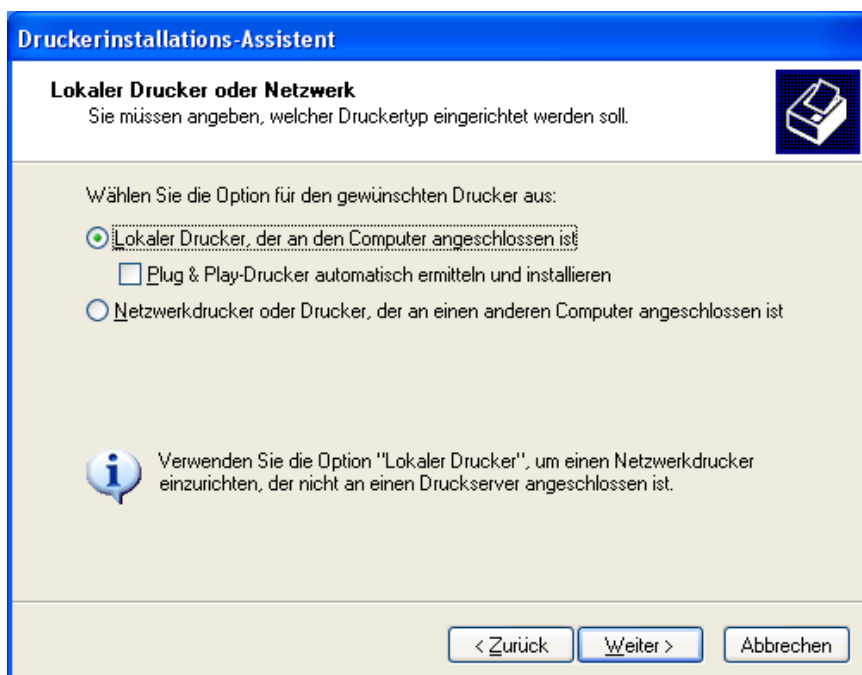 Druckerinstallations-Assistent
Lokaler Drucker oder Netzwerk
Sie müssen angeben, welcher Druckertyp eingerichtet werden soll.
Wählen Sie die Option für den gewünschten Drucker aus:
Lokaler Drucker, der an den Computer angeschlossen ist
Plug & Play-Drucker automatisch ermitteln und installieren
Netzwerkdrucker oder Drucker, der an einen anderen Computer angeschlossen ist
Verwenden Sie die Option "Lokaler Drucker", um einen Netzwerkdrucker
einzurichten, der nicht an einen Druckserver angeschlossen ist.
< Zurück Weiter > Abbrechen